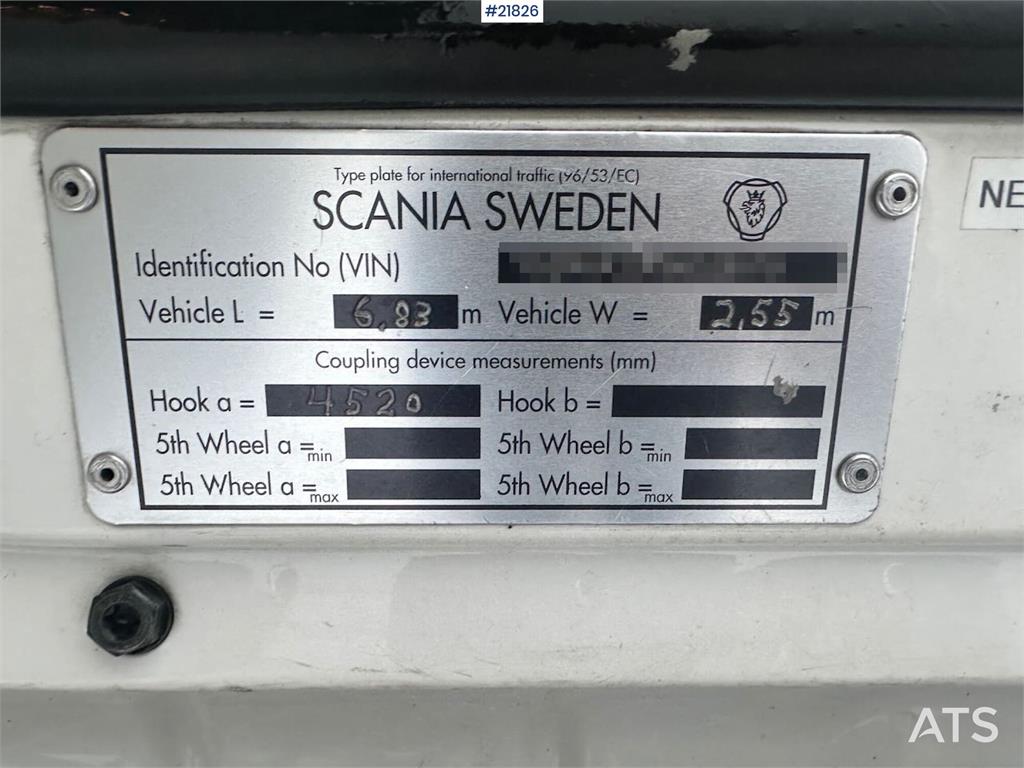 #21826
Type plate for international traffic (96/53/EC)
SCANIA SWEDEN
Identification No (VIN)
Vehicle L = 6,83 m Vehicle W = 2,55 m
Coupling device measurements (mm)
Hook a = 4520 Hook b =
5th Wheel a =min 5th Wheel b =min
5th Wheel a =max 5th Wheel b =max
NE
ATS